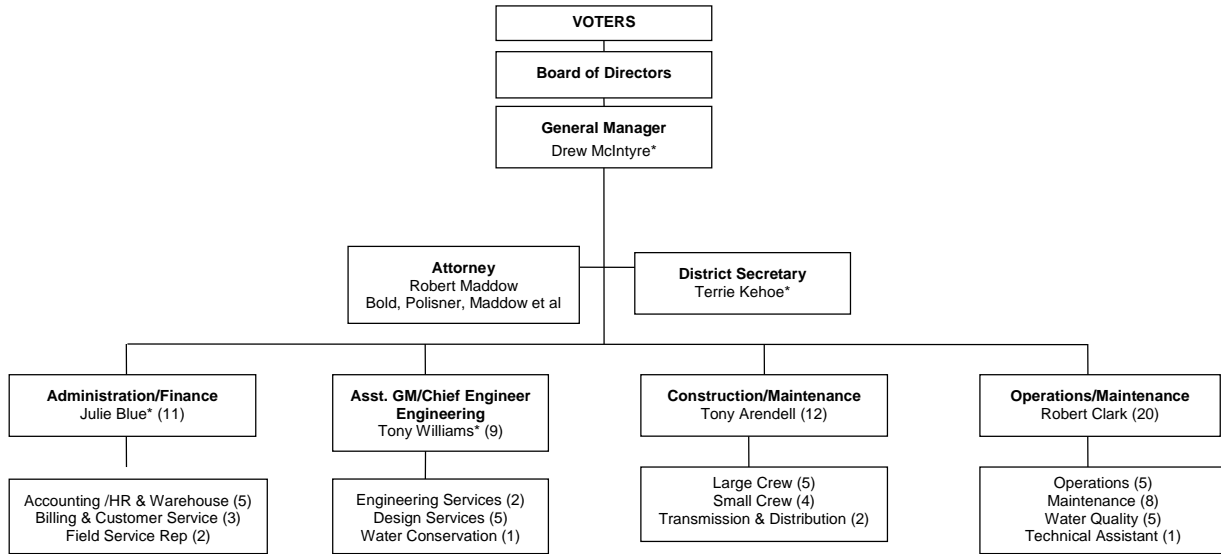 VOTERS
Board of Directors
General Manager
Drew McIntyre*
Attorney
Robert Maddow
Bold, Polisner, Maddow et al
District Secretary
Terrie Kehoe*
Administration/Finance
Julie Blue* (11)
Asst. GM/Chief Engineer
Engineering
Tony Williams* (9)
Construction/Maintenance
Tony Arendell (12)
Operations/Maintenance
Robert Clark (20)
Accounting /HR & Warehouse (5)
Billing & Customer Service (3)
Field Service Rep (2)
Engineering Services (2)
Design Services (5)
Water Conservation (1)
Large Crew (5)
Small Crew (4)
Transmission & Distribution (2)
Operations (5)
Maintenance (8)
Water Quality (5)
Technical Assistant (1)